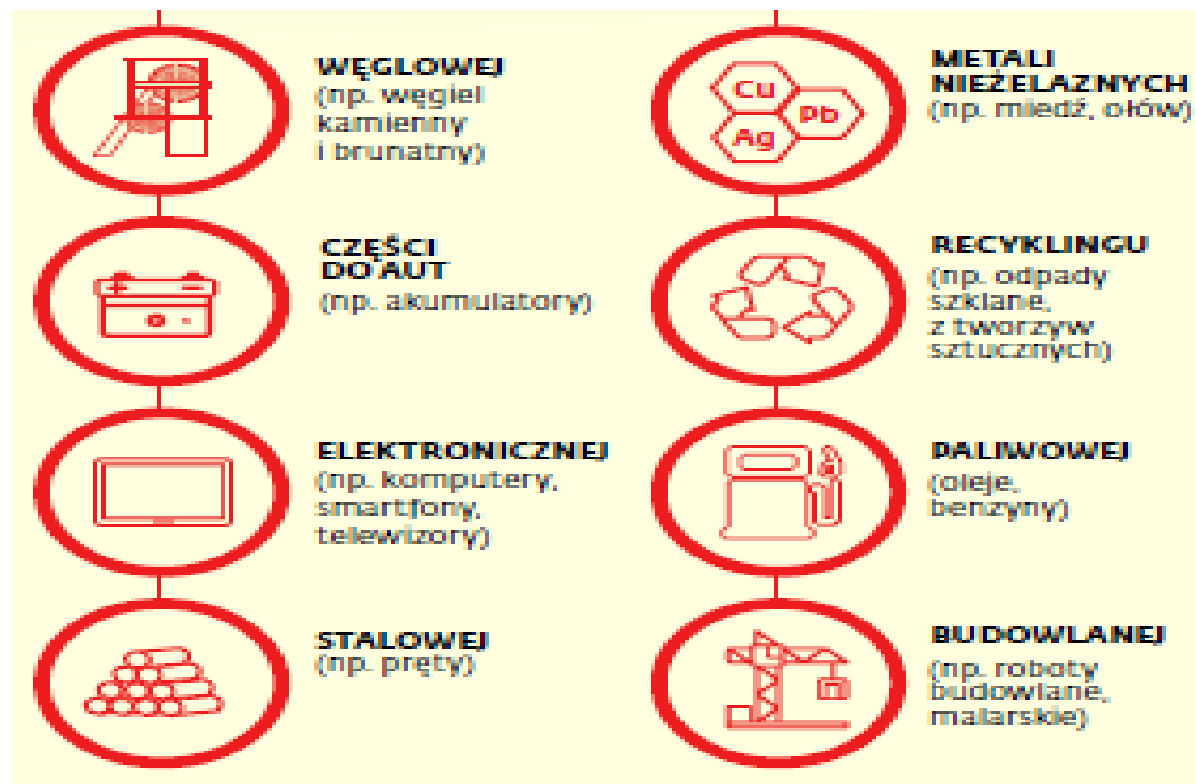 WĘGLOWEJ
(np. węgiel
kamienny
i brunatny)
CZĘŚCI
DO AUT
(np. akumulatory)
ELEKTRONICZNEJ
(np. komputery,
smartfony,
telewizory)
STALOWEJ
(np. pręty)
Cu
Pb
Ag
METALI
NIEŻELAZNYCH
(np. miedź, ołów)
RECYKLINGU
(np. odpady
szklane,
z tworzyw
sztucznych)
PALIWOWEJ
(oleje,
benzyny)
BUDOWLANEJ
(np. roboty
budowlane,
malarskie)